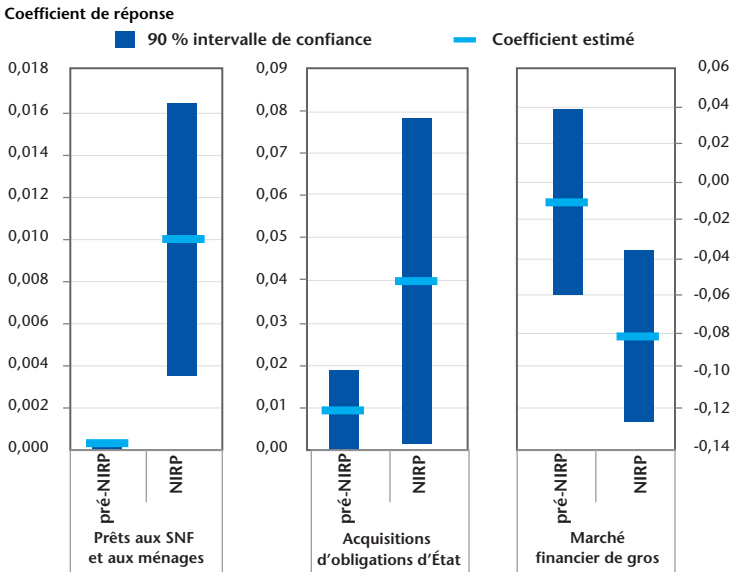 Coefficient de réponse
90 % intervalle de confiance
Coefficient estimé
0,018
0,016
0,014
0,012
0,010
0,008
0,006
0,004
0,002
0,000
pré-NIRP
NIRP
Prêts aux SNF
et aux ménages
0,09
0,08
0,07
0,06
0,05
0,04
0,03
0,02
0,01
0,00
pré-NIRP
NIRP
Acquisitions
d'obligations d'État
0,06
0,04
0,02
0,00
-0,02
-0,04
-0,06
-0,08
-0,10
-0,12
-0,14
pré-NIRP
NIRP
Marché
financier de gros